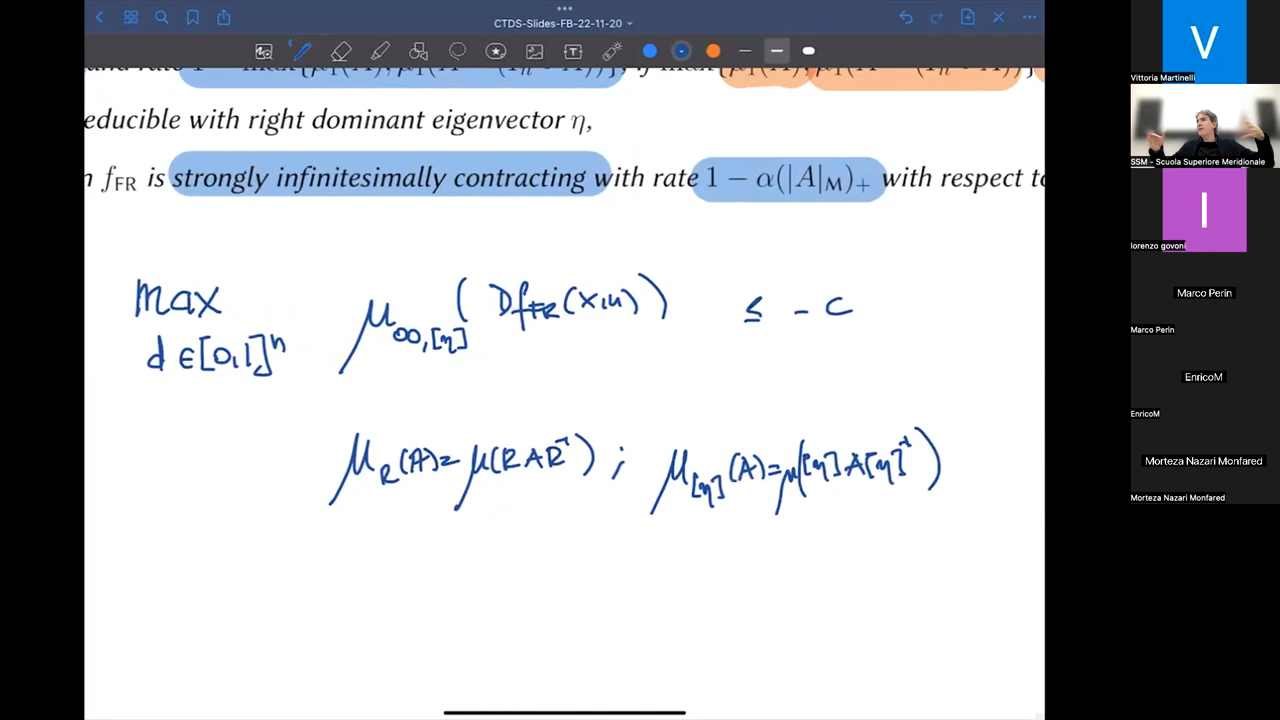 CTDS-Slides-FB-22-11-20
educible with right dominant eigenvector η,
n f_FR is strongly infinitesimally contracting with rate 1 − α(|A|_M)_+ with respect to
max μ_{∞,[η]} ( Df_FR(x,u) ) ≤ − c
d ∈ [0,1]^n
μ_R(A) = μ(RAR^{-1}) ; μ_{[η]}(A) = μ([η]A[η]^{-1})
V
Vittoria Martinelli
SSM - Scuola Superiore Meridionale
I
lorenzo govoni
Marco Perin
Marco Perin
EnricoM
EnricoM
Morteza Nazari Monfared
Morteza Nazari Monfared